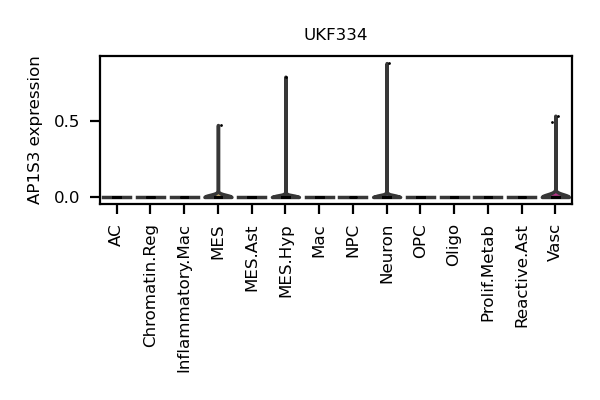 UKF334
AP1S3 expression
0.5
0.0
AC
Chromatin.Reg
Inflammatory.Mac
MES
MES.Ast
MES.Hyp
Mac
NPC
Neuron
OPC
Oligo
Prolif.Metab
Reactive.Ast
Vasc